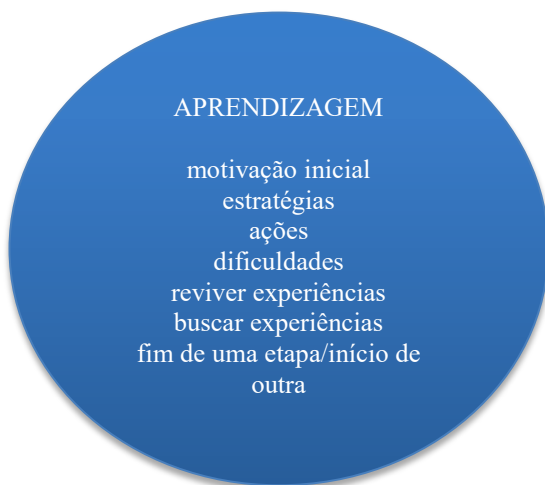 APRENDIZAGEM
motivação inicial
estratégias
ações
dificuldades
reviver experiências
buscar experiências
fim de uma etapa/início de
outra